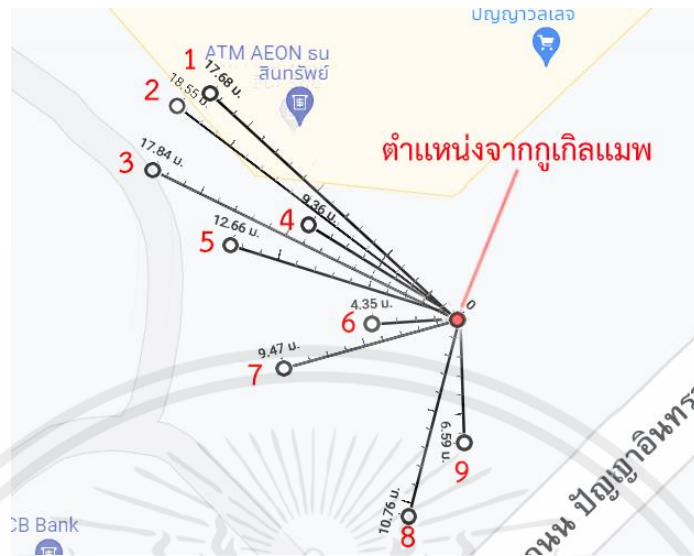 ปัญญาวิลเลจ
ATM AEON ธน
สินทรัพย์
1
17.68 ม.
2
18.55 ม.
ตำแหน่งจากกูเกิลแมพ
3
17.84 ม.
4
9.36 ม.
5
12.66 ม.
0
6
4.35 ม.
7
9.47 ม.
6.59 ม.
9
10.76 ม.
8
ปัญญาอินทรา
CB Bank